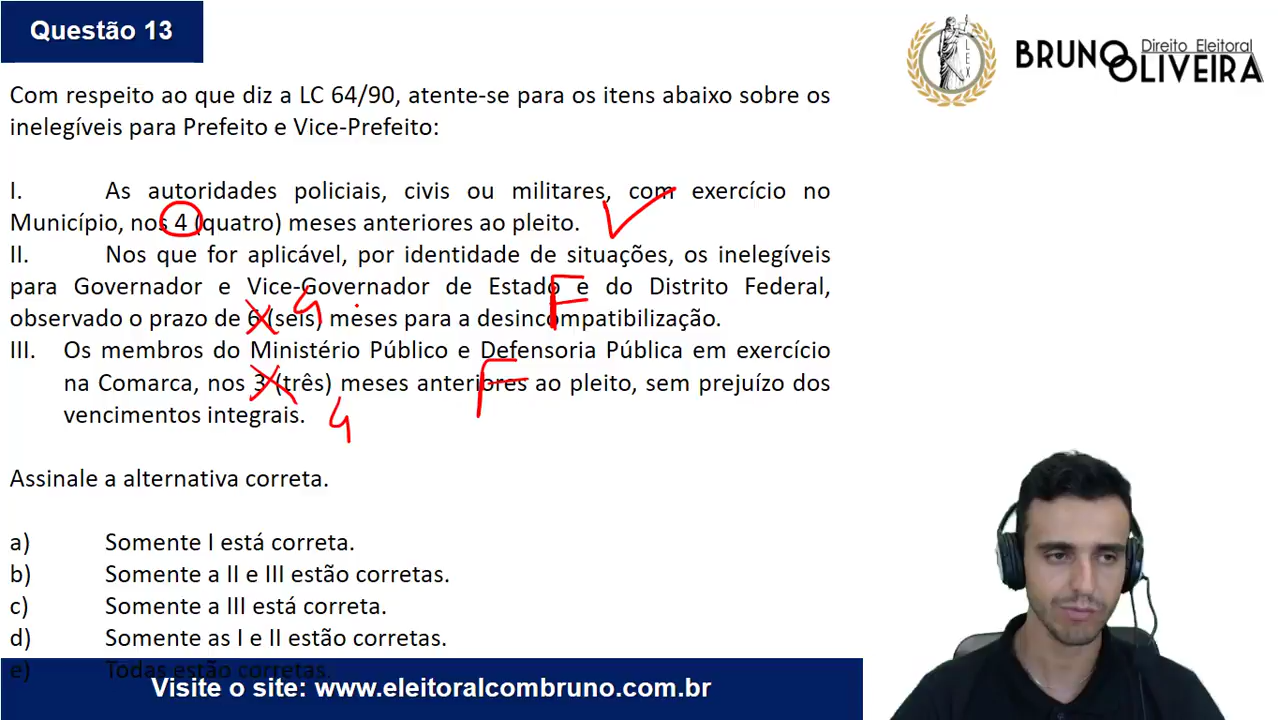 Questão 13
LEX
BRUNO Direito Eleitoral
OLIVEIRA
Com respeito ao que diz a LC 64/90, atente-se para os itens abaixo sobre os
inelegíveis para Prefeito e Vice-Prefeito:
I. As autoridades policiais, civis ou militares, com exercício no
Município, nos 4 (quatro) meses anteriores ao pleito.
II. Nos que for aplicável, por identidade de situações, os inelegíveis
para Governador e Vice-Governador de Estado e do Distrito Federal,
observado o prazo de 6 (seis) meses para a desincompatibilização.
4
F
III. Os membros do Ministério Público e Defensoria Pública em exercício
na Comarca, nos 3 (três) meses anteriores ao pleito, sem prejuízo dos
vencimentos integrais.
4
F
Assinale a alternativa correta.
a) Somente I está correta.
b) Somente a II e III estão corretas.
c) Somente a III está correta.
d) Somente as I e II estão corretas.
e) Todas estão corretas.
Visite o site: www.eleitoralcombruno.com.br